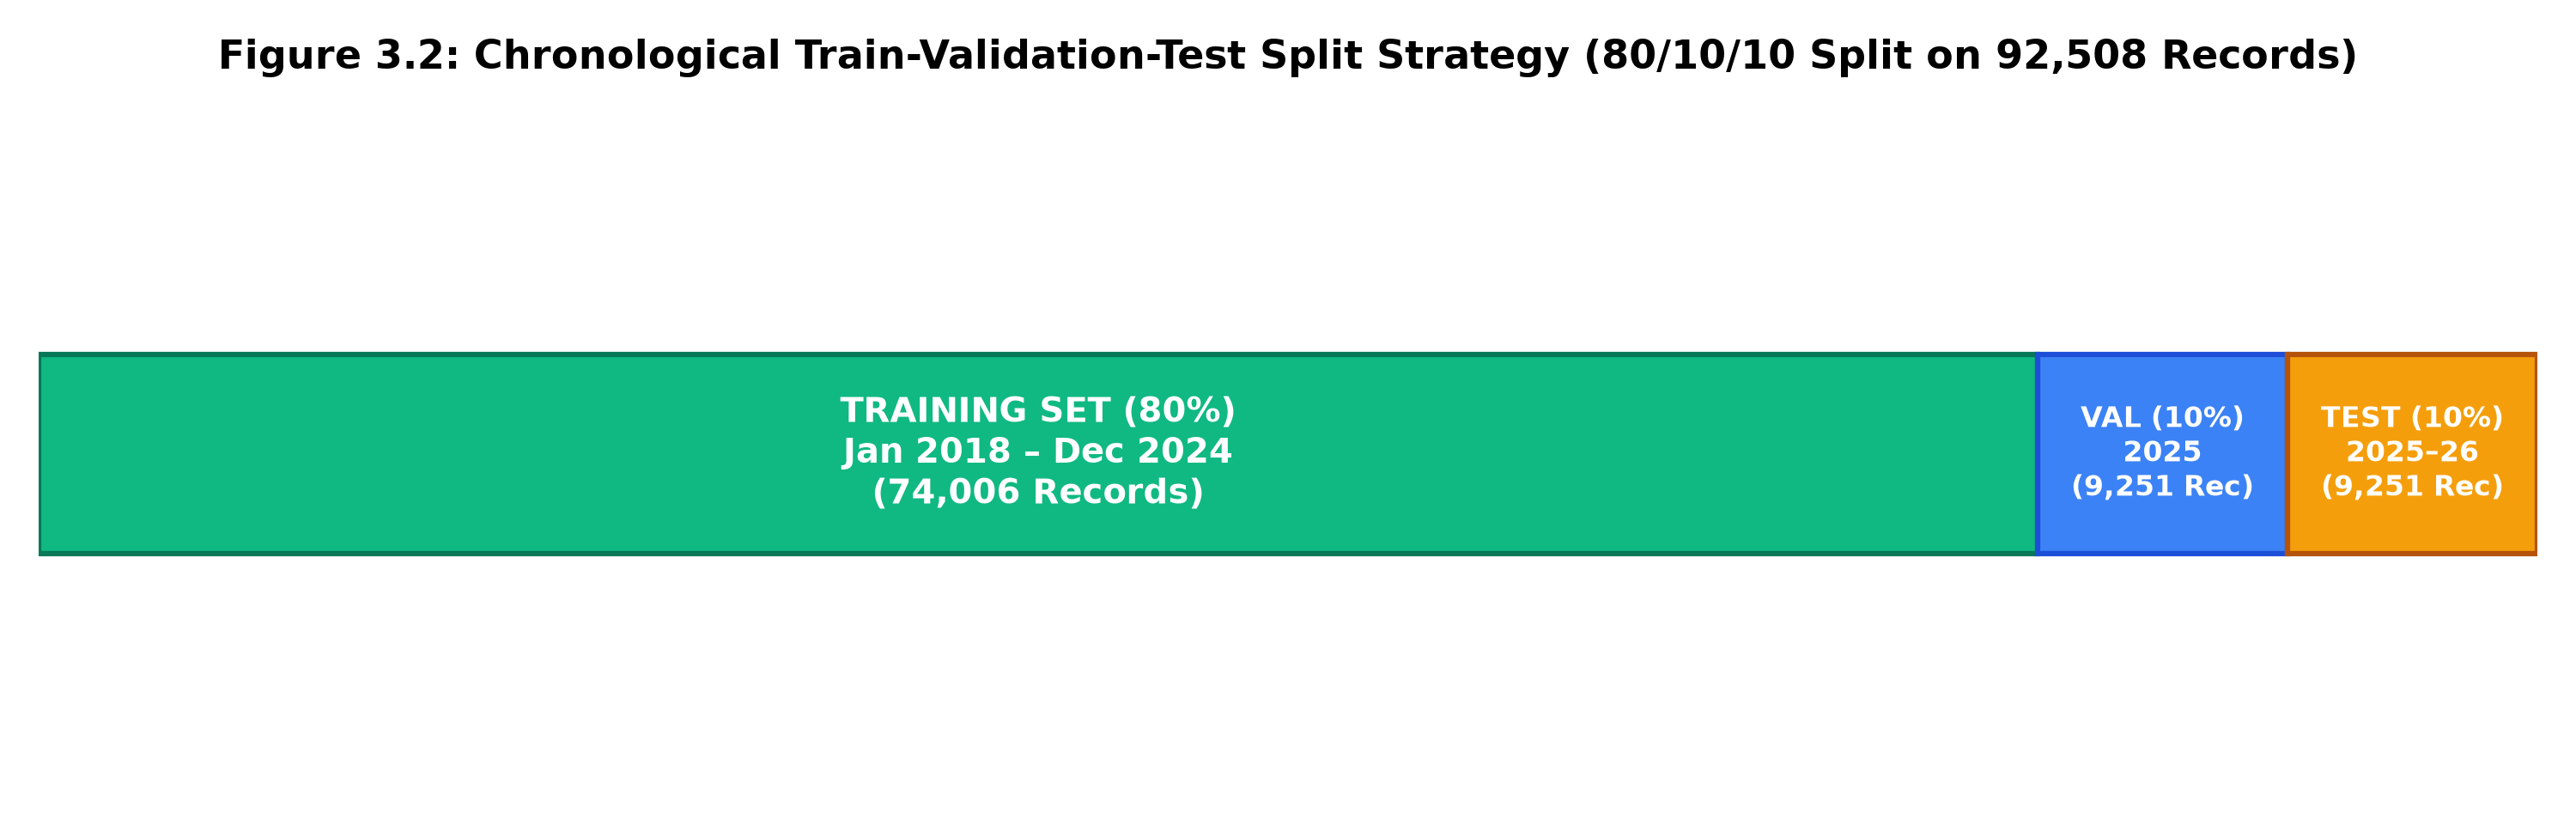 Figure 3.2: Chronological Train-Validation-Test Split Strategy (80/10/10 Split on 92,508 Records)
TRAINING SET (80%)
Jan 2018 – Dec 2024
(74,006 Records)
VAL (10%)
2025
(9,251 Rec)
TEST (10%)
2025–26
(9,251 Rec)